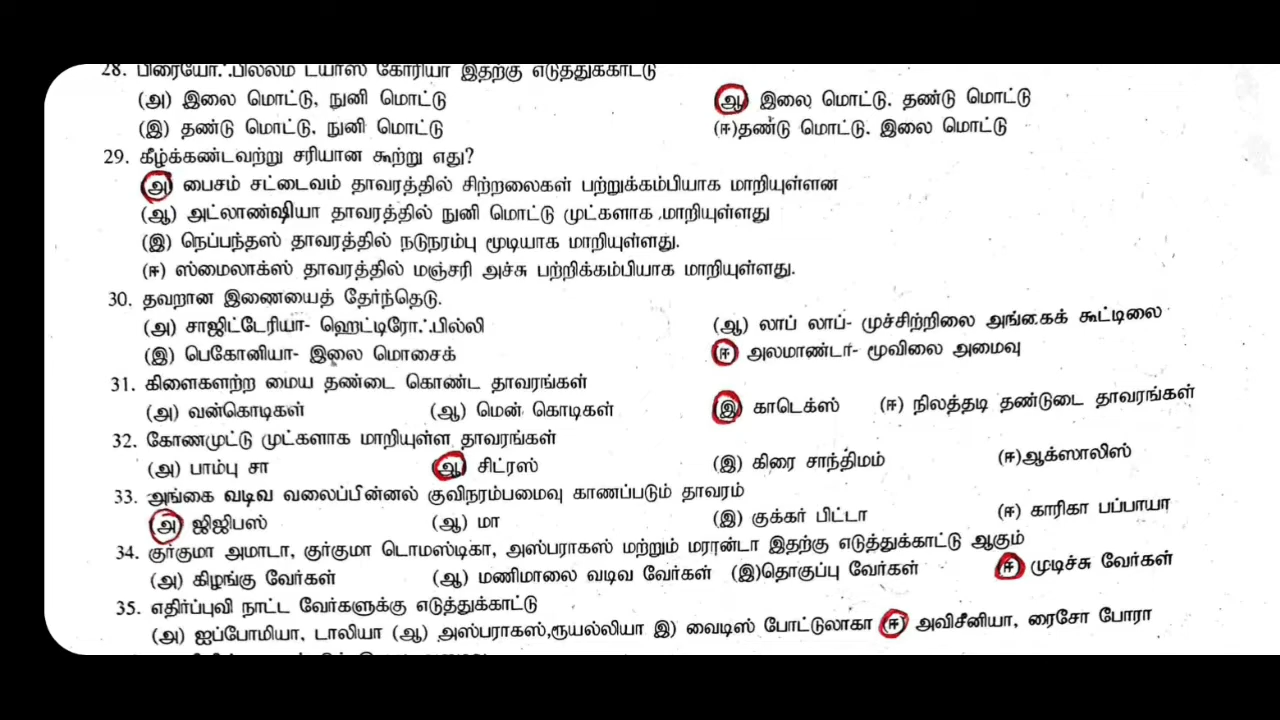 28. பிரையோஃபில்லம் டயாஸ் கோரியா இதற்கு எடுத்துக்காட்டு
(அ) இலை மொட்டு, நுனி மொட்டு (ஆ) இலை மொட்டு. தண்டு மொட்டு
(இ) தண்டு மொட்டு, நுனி மொட்டு (ஈ)தண்டு மொட்டு, இலை மொட்டு
29. கீழ்க்கண்டவற்று சரியான கூற்று எது?
(அ) பைசம் சட்டைவம் தாவரத்தில் சிற்றலைகள் பற்றுக்கம்பியாக மாறியுள்ளன
(ஆ) அட்லாண்ஷியா தாவரத்தில் நுனி மொட்டு முட்களாக மாறியுள்ளது
(இ) நெப்பந்தஸ் தாவரத்தில் நடுநரம்பு மூடியாக மாறியுள்ளது.
(ஈ) ஸ்மைலாக்ஸ் தாவரத்தில் மஞ்சரி அச்சு பற்றிக்கம்பியாக மாறியுள்ளது.
30. தவறான இணையைத் தேர்ந்தெடு.
(அ) சாஜிட்டேரியா- ஹெட்டிரோஃபில்லி (ஆ) லாப் லாப்- முச்சிற்றிலை அங்கைக் கூட்டிலை
(இ) பெகோனியா- இலை மொசைக் (ஈ) அலமாண்டா- மூவிலை அமைவு
31. கிளைகளற்ற மைய தண்டை கொண்ட தாவரங்கள்
(அ) வன்கொடிகள் (ஆ) மென் கொடிகள் (இ) காடெக்ஸ் (ஈ) நிலத்தடி தண்டுடை தாவரங்கள்
32. கோணமுட்டு முட்களாக மாறியுள்ள தாவரங்கள்
(அ) பாம்பு சா (ஆ) சிட்ரஸ் (இ) கிரை சாந்திமம் (ஈ)ஆக்ஸாலிஸ்
33. அங்கை வடிவ வலைப்பின்னல் குவிநரம்பமைவு காணப்படும் தாவரம்
(அ) ஜிஜிபஸ் (ஆ) மா (இ) குக்கர் பிட்டா (ஈ) காரிகா பப்பாயா
34. குர்குமா அமாடா, குர்குமா டொமஸ்டிகா, அஸ்பராகஸ் மற்றும் மரான்டா இதற்கு எடுத்துக்காட்டு ஆகும்
(அ) கிழங்கு வேர்கள் (ஆ) மணிமாலை வடிவ வேர்கள் (இ)தொகுப்பு வேர்கள் (ஈ) முடிச்சு வேர்கள்
35. எதிர்ப்புவி நாட்ட வேர்களுக்கு எடுத்துக்காட்டு
(அ) ஐப்போமியா, டாலியா (ஆ) அஸ்பராகஸ்,ரூயல்லியா இ) வைடிஸ் போட்டுலாகா (ஈ) அவிசீனியா, ரைசோ போரா